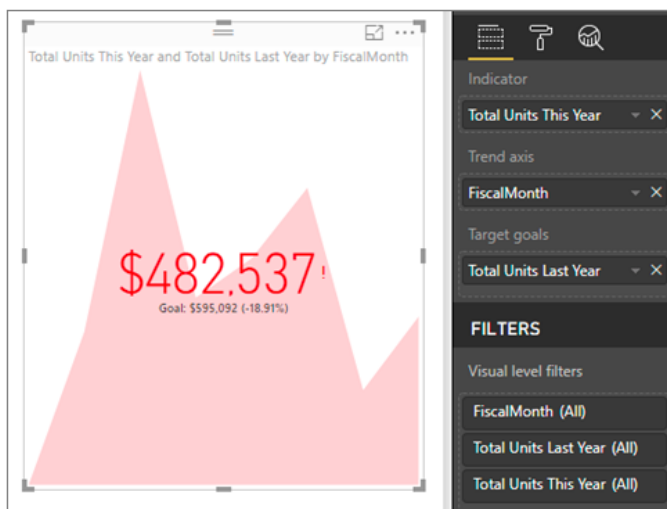 Total Units This Year and Total Units Last Year by FiscalMonth
$482,537!
Goal: $595,092 (-18.91%)
Indicator
Total Units This Year
Trend axis
FiscalMonth
Target goals
Total Units Last Year
FILTERS
Visual level filters
FiscalMonth (All)
Total Units Last Year (All)
Total Units This Year (All)